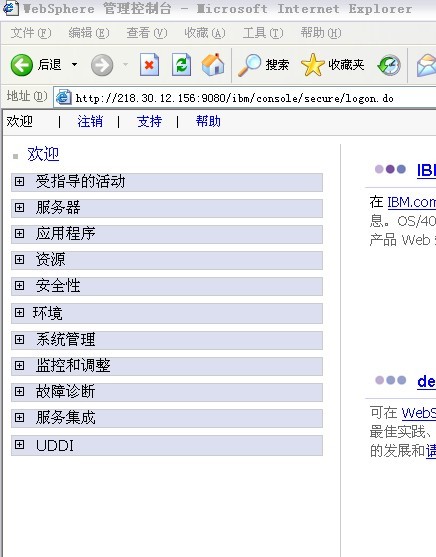 WebSphere 管理控制台 - Microsoft Internet Explorer
文件(F) 编辑(E) 查看(V) 收藏(A) 工具(T) 帮助(H)
后退 搜索 收藏夹
地址(D) http://218.30.12.156:9080/ibm/console/secure/logon.do
欢迎 | 注销 | 支持 | 帮助
欢迎
受指导的活动
服务器
应用程序
资源
安全性
环境
系统管理
监控和调整
故障诊断
服务集成
UDDI
IB
在 IBM.com
息。OS/40
产品 Web
de
可在 WebS
最佳实践、
的发展和请